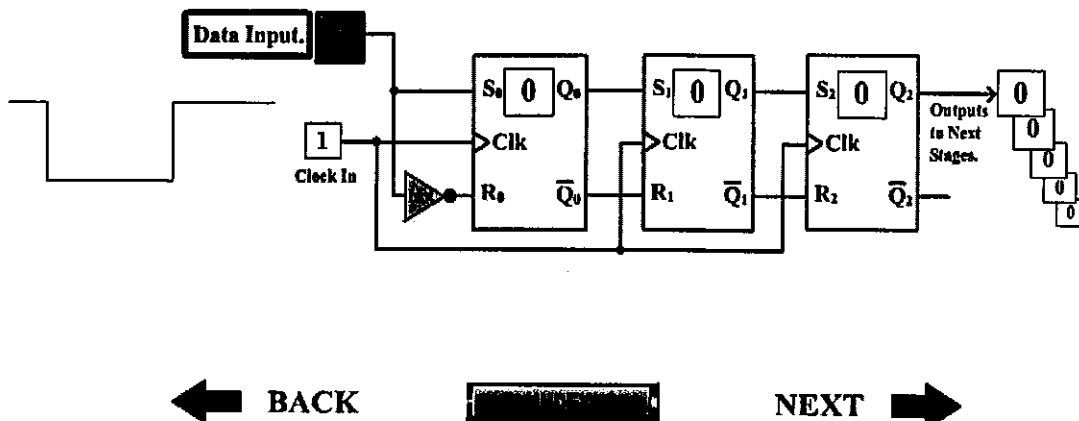 Data Input.
S₀ 0 Q₀
S₁ 0 Q₁
S₂ 0 Q₂
0
0
0
0
0
Outputs
to Next
Stages.
1
Clock In
Clk
Clk
Clk
R₀ Q̅₀
R₁ Q̅₁
R₂ Q̅₂
BACK
NEXT